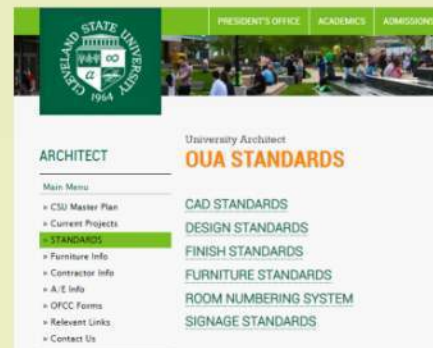 CLEVELAND STATE UNIVERSITY
1964
PRESIDENT'S OFFICE ACADEMICS ADMISSIONS
ARCHITECT
Main Menu
» CSU Master Plan
» Current Projects
» STANDARDS
» Furniture Info
» Contractor Info
» A/E Info
» OFCC Forms
» Relevant Links
» Contact Us
University Architect
OUA STANDARDS
CAD STANDARDS
DESIGN STANDARDS
FINISH STANDARDS
FURNITURE STANDARDS
ROOM NUMBERING SYSTEM
SIGNAGE STANDARDS